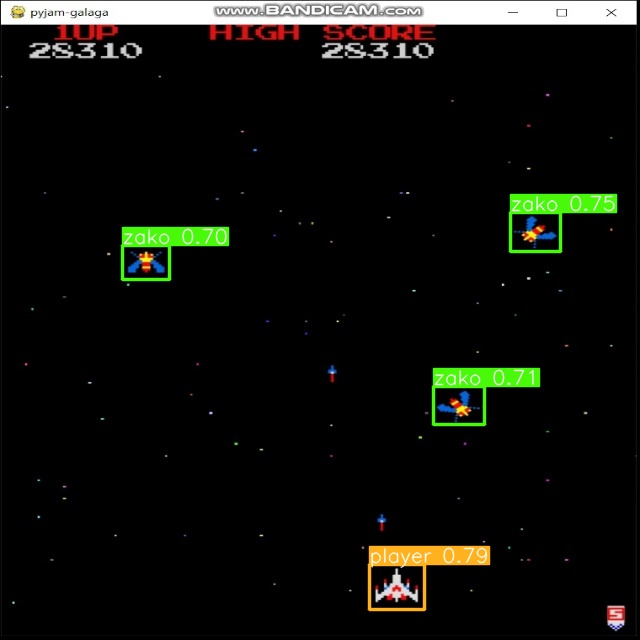 pyjam-galaga
www.BANDICAM.com
1UP HIGH SCORE
28310 28310
zako 0.75
zako 0.70
zako 0.71
player 0.79
S